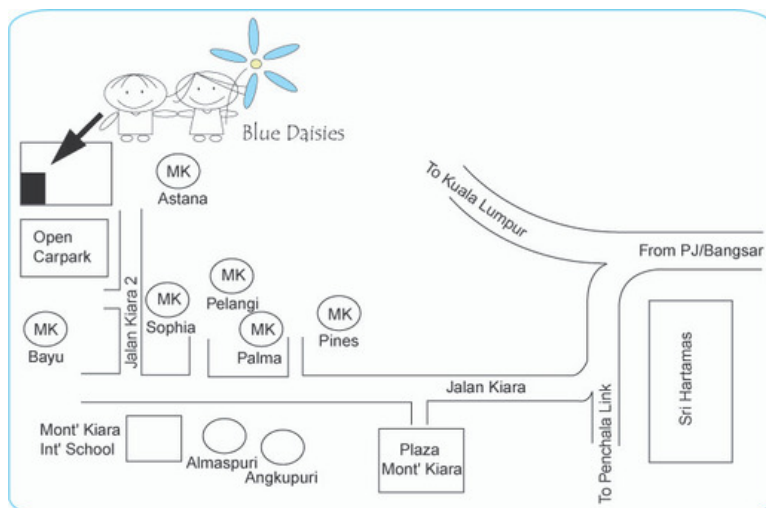 Blue Daisies
MK
Astana
To Kuala Lumpur
From PJ/Bangsar
Open
Carpark
Jalan Kiara 2
MK
Pelangi
MK
Sophia
MK
Palma
MK
Pines
MK
Bayu
Sri Hartamas
Jalan Kiara
To Penchala Link
Mont' Kiara
Int' School
Almaspuri
Angkupuri
Plaza
Mont' Kiara